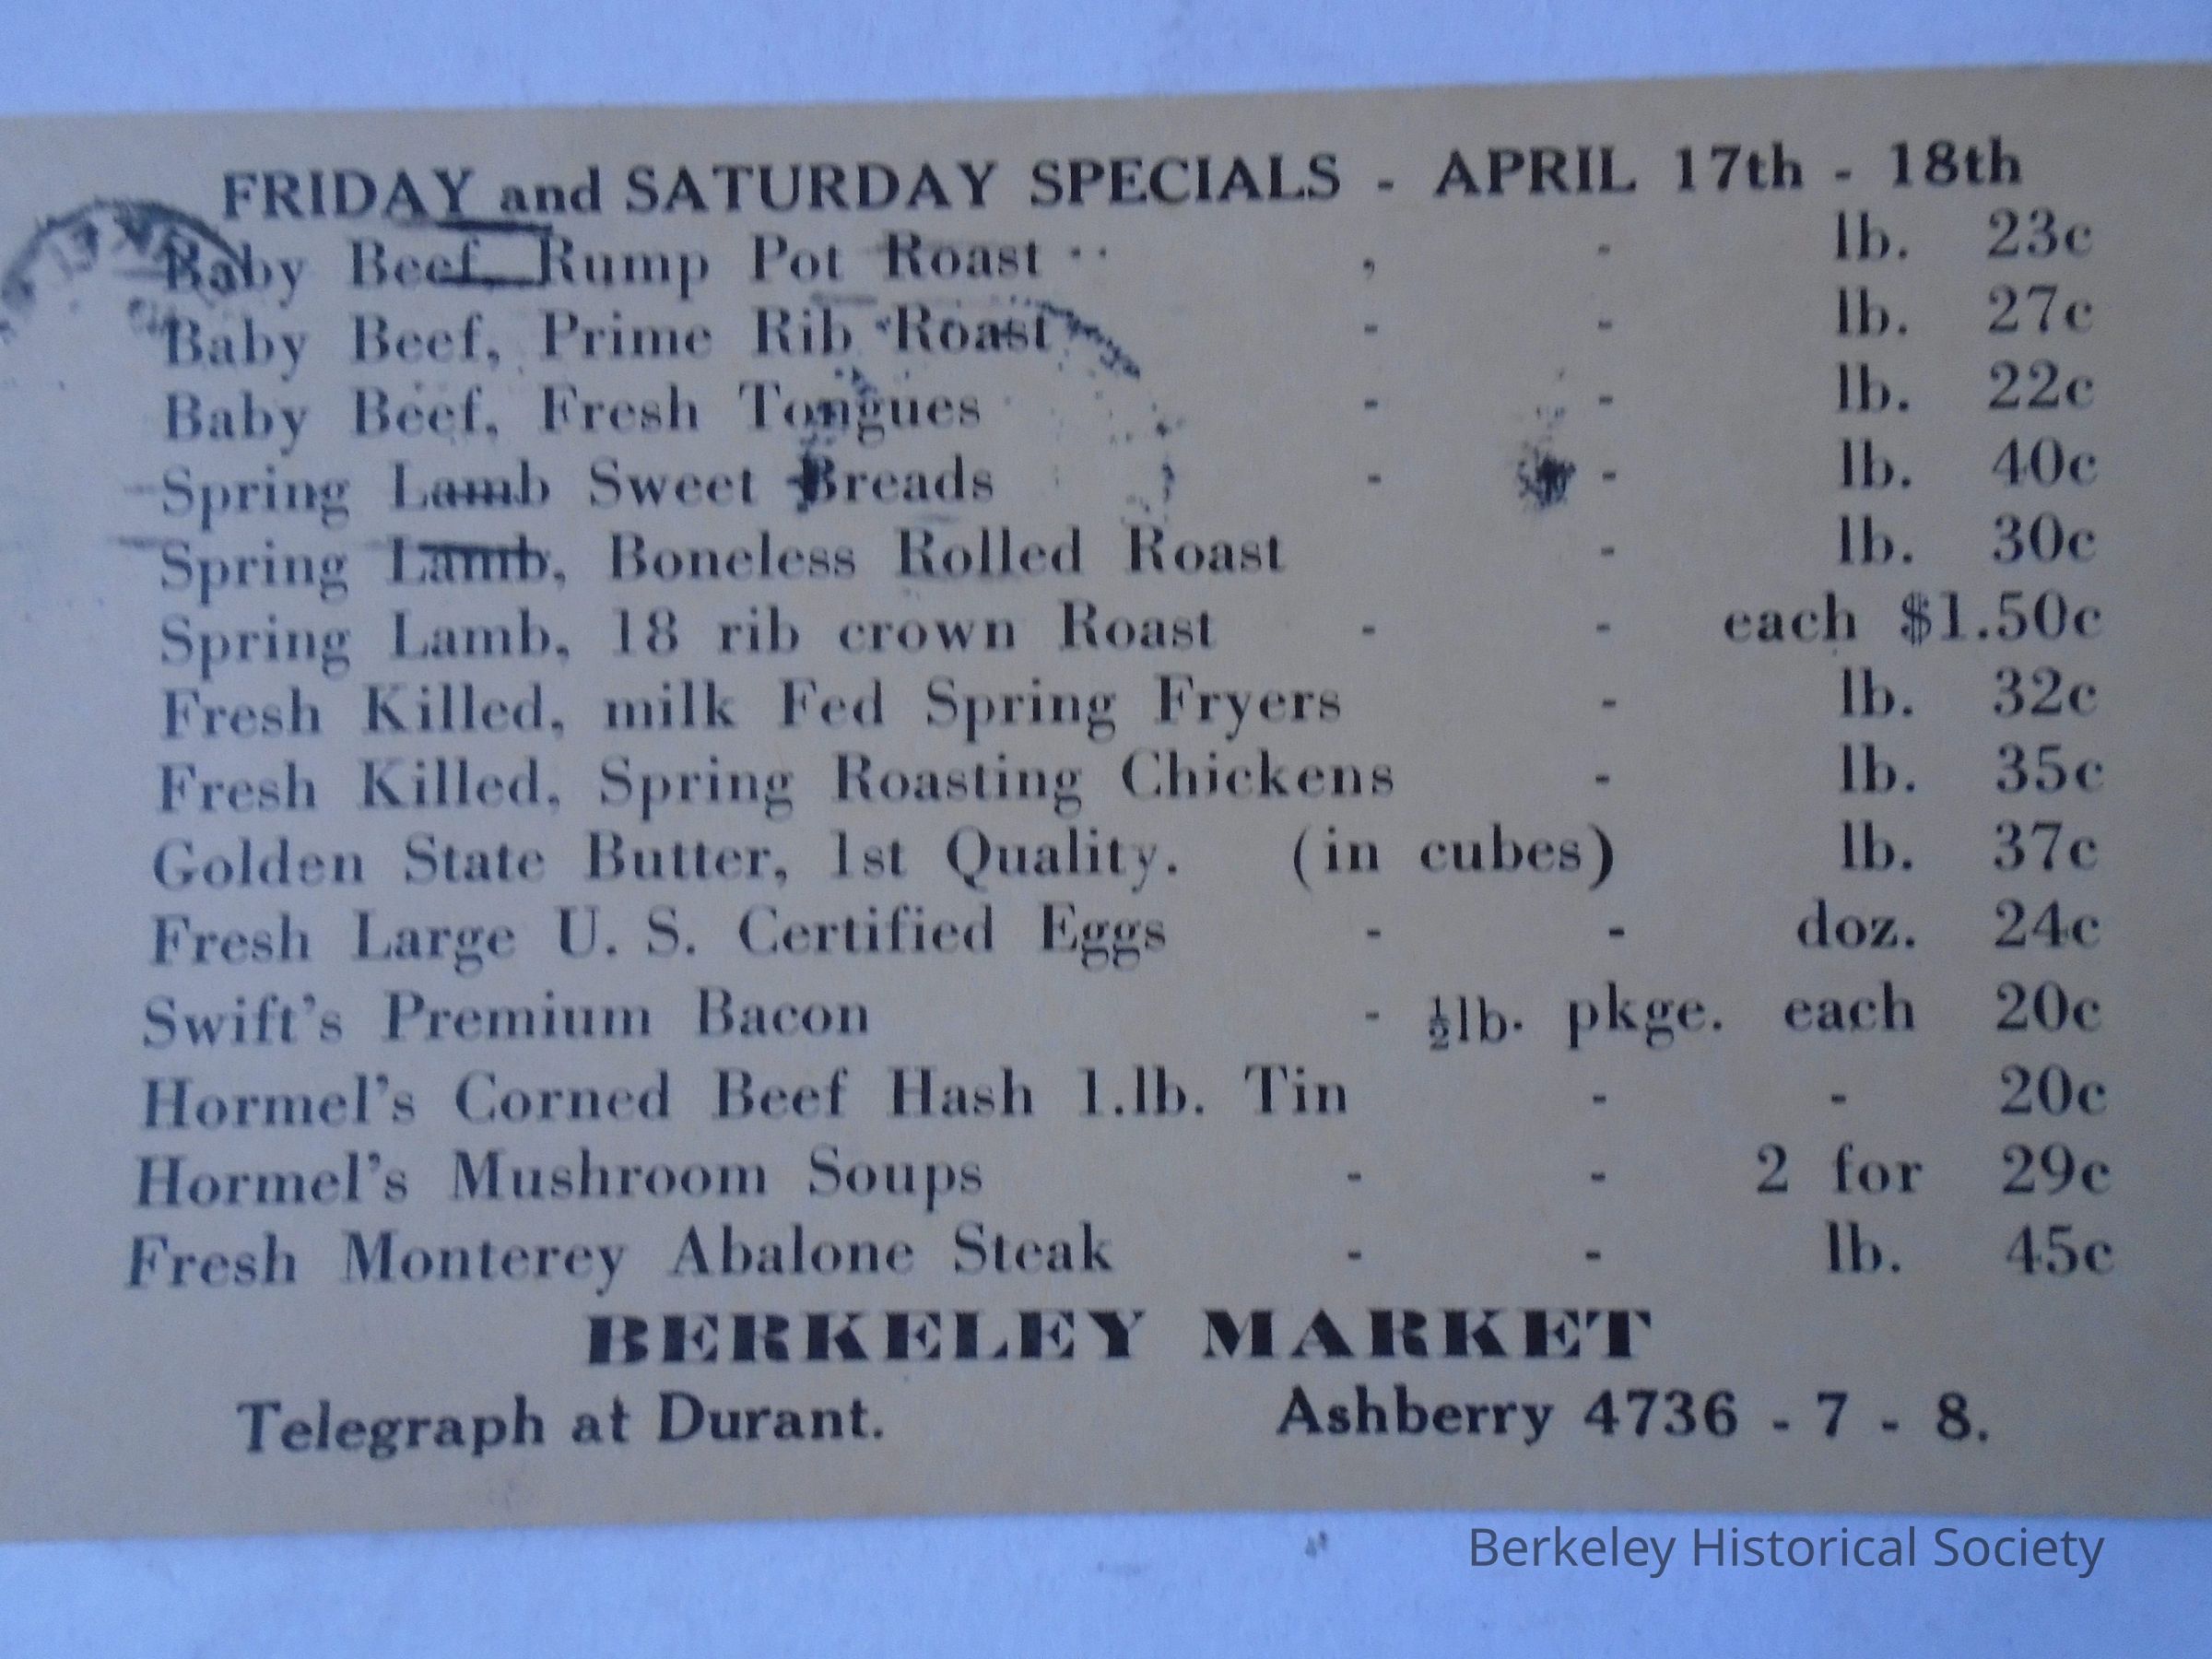 FRIDAY and SATURDAY SPECIALS - APRIL 17th - 18th
Baby Beef, Rump Pot Roast - , - lb. 23c
Baby Beef, Prime Rib Roast - - lb. 27c
Baby Beef, Fresh Tongues - - lb. 22c
Spring Lamb Sweet Breads - - lb. 40c
Spring Lamb, Boneless Rolled Roast - lb. 30c
Spring Lamb, 18 rib crown Roast - - each $1.50c
Fresh Killed, milk Fed Spring Fryers - lb. 32c
Fresh Killed, Spring Roasting Chickens - lb. 35c
Golden State Butter, 1st Quality. (in cubes) lb. 37c
Fresh Large U. S. Certified Eggs - - doz. 24c
Swift's Premium Bacon - ½lb. pkge. each 20c
Hormel's Corned Beef Hash 1.lb. Tin - - 20c
Hormel's Mushroom Soups - - 2 for 29c
Fresh Monterey Abalone Steak - - lb. 45c
BERKELEY MARKET
Telegraph at Durant. Ashberry 4736 - 7 - 8.
Berkeley Historical Society